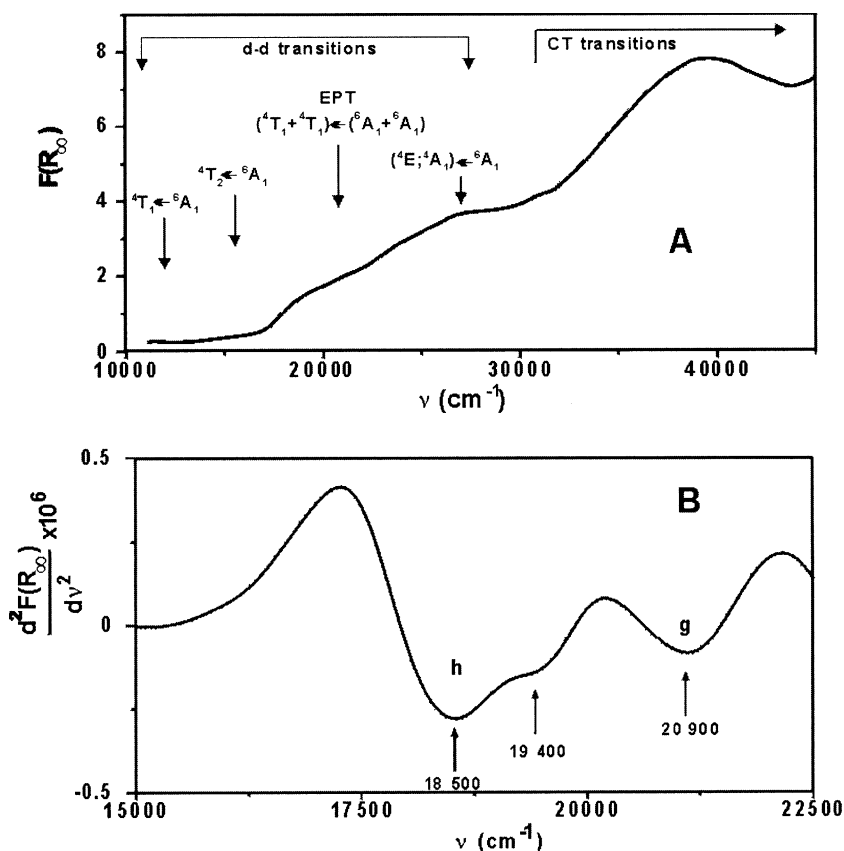 8
6
4
2
0
F(R∞)
d-d transitions
CT transitions
EPT
(⁴T₁+⁴T₁)←(⁶A₁+⁶A₁)
(⁴E;⁴A₁)←⁶A₁
⁴T₂←⁶A₁
⁴T₁←⁶A₁
A
10000 20000 30000 40000
ν (cm⁻¹)
0.5
0
-0.5
d²F(R∞) x10⁶
dν²
B
h
g
18 500
19 400
20 900
15000 17500 20000 22500
ν (cm⁻¹)